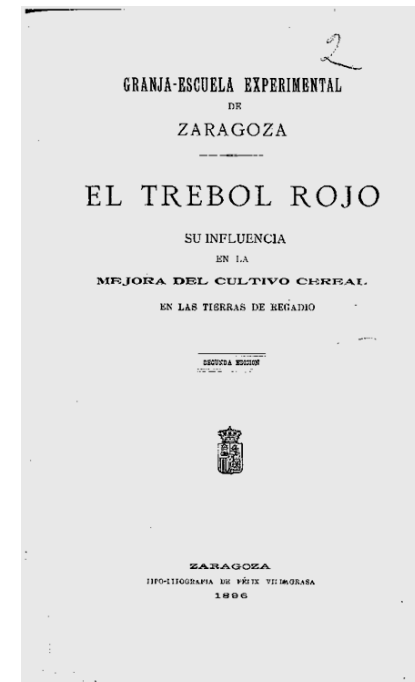 2
GRANJA-ESCUELA EXPERIMENTAL
DE
ZARAGOZA
EL TREBOL ROJO
SU INFLUENCIA
EN LA
MEJORA DEL CULTIVO CEREAL
EN LAS TIERRAS DE REGADIO
SEGUNDA EDICION
ZARAGOZA
TIPO-LITOGRAFIA DE FÉLIX VILLAGRASA
1896